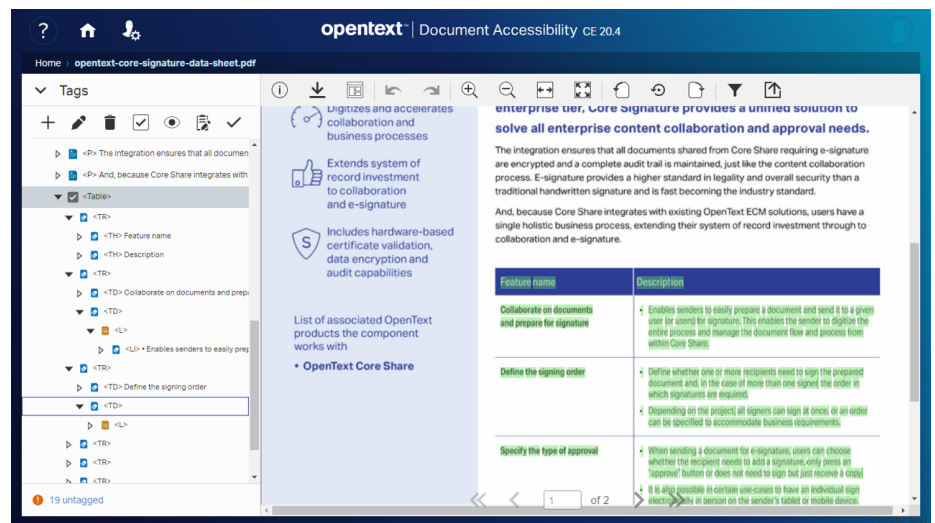 ?
opentext™ | Document Accessibility CE 20.4
Home > opentext-core-signature-data-sheet.pdf
Tags
<P> The integration ensures that all documen
<P> And, because Core Share integrates with
<Table>
<TR>
<TH> Feature name
<TH> Description
<TR>
<TD> Collaborate on documents and prepa
<TD>
<L>
<LI> • Enables senders to easily prep
<TR>
<TD> Define the signing order
<TD>
<L>
<TR>
<TR>
<TR>
19 untagged
Digitizes and accelerates
collaboration and
business processes
Extends system of
record investment
to collaboration
and e-signature
S
Includes hardware-based
certificate validation,
data encryption and
audit capabilities
List of associated OpenText
products the component
works with
• OpenText Core Share
enterprise tier, Core Signature provides a unified solution to
solve all enterprise content collaboration and approval needs.
The integration ensures that all documents shared from Core Share requiring e-signature
are encrypted and a complete audit trail is maintained, just like the content collaboration
process. E-signature provides a higher standard in legality and overall security than a
traditional handwritten signature and is fast becoming the industry standard.
And, because Core Share integrates with existing OpenText ECM solutions, users have a
single holistic business process, extending their system of record investment through to
collaboration and e-signature.
Feature name
Description
Collaborate on documents
and prepare for signature
• Enables senders to easily prepare a document and send it to a given
user (or users) for signature. This enables the sender to digitize the
entire process and manage the document flow and process from
within Core Share.
Define the signing order
• Define whether one or more recipients need to sign the prepared
document and, in the case of more than one signer, the order in
which signatures are required.
• Depending on the project, all signers can sign at once, or an order
can be specified to accommodate business requirements.
Specify the type of approval
• When sending a document for e-signature, users can choose
whether the recipient needs to add a signature, only press an
"approve" button or does not need to sign but just receive a copy.
• It is also possible in certain use-cases to have an individual sign
electronically in person on the sender's tablet or mobile device.
1 of 2